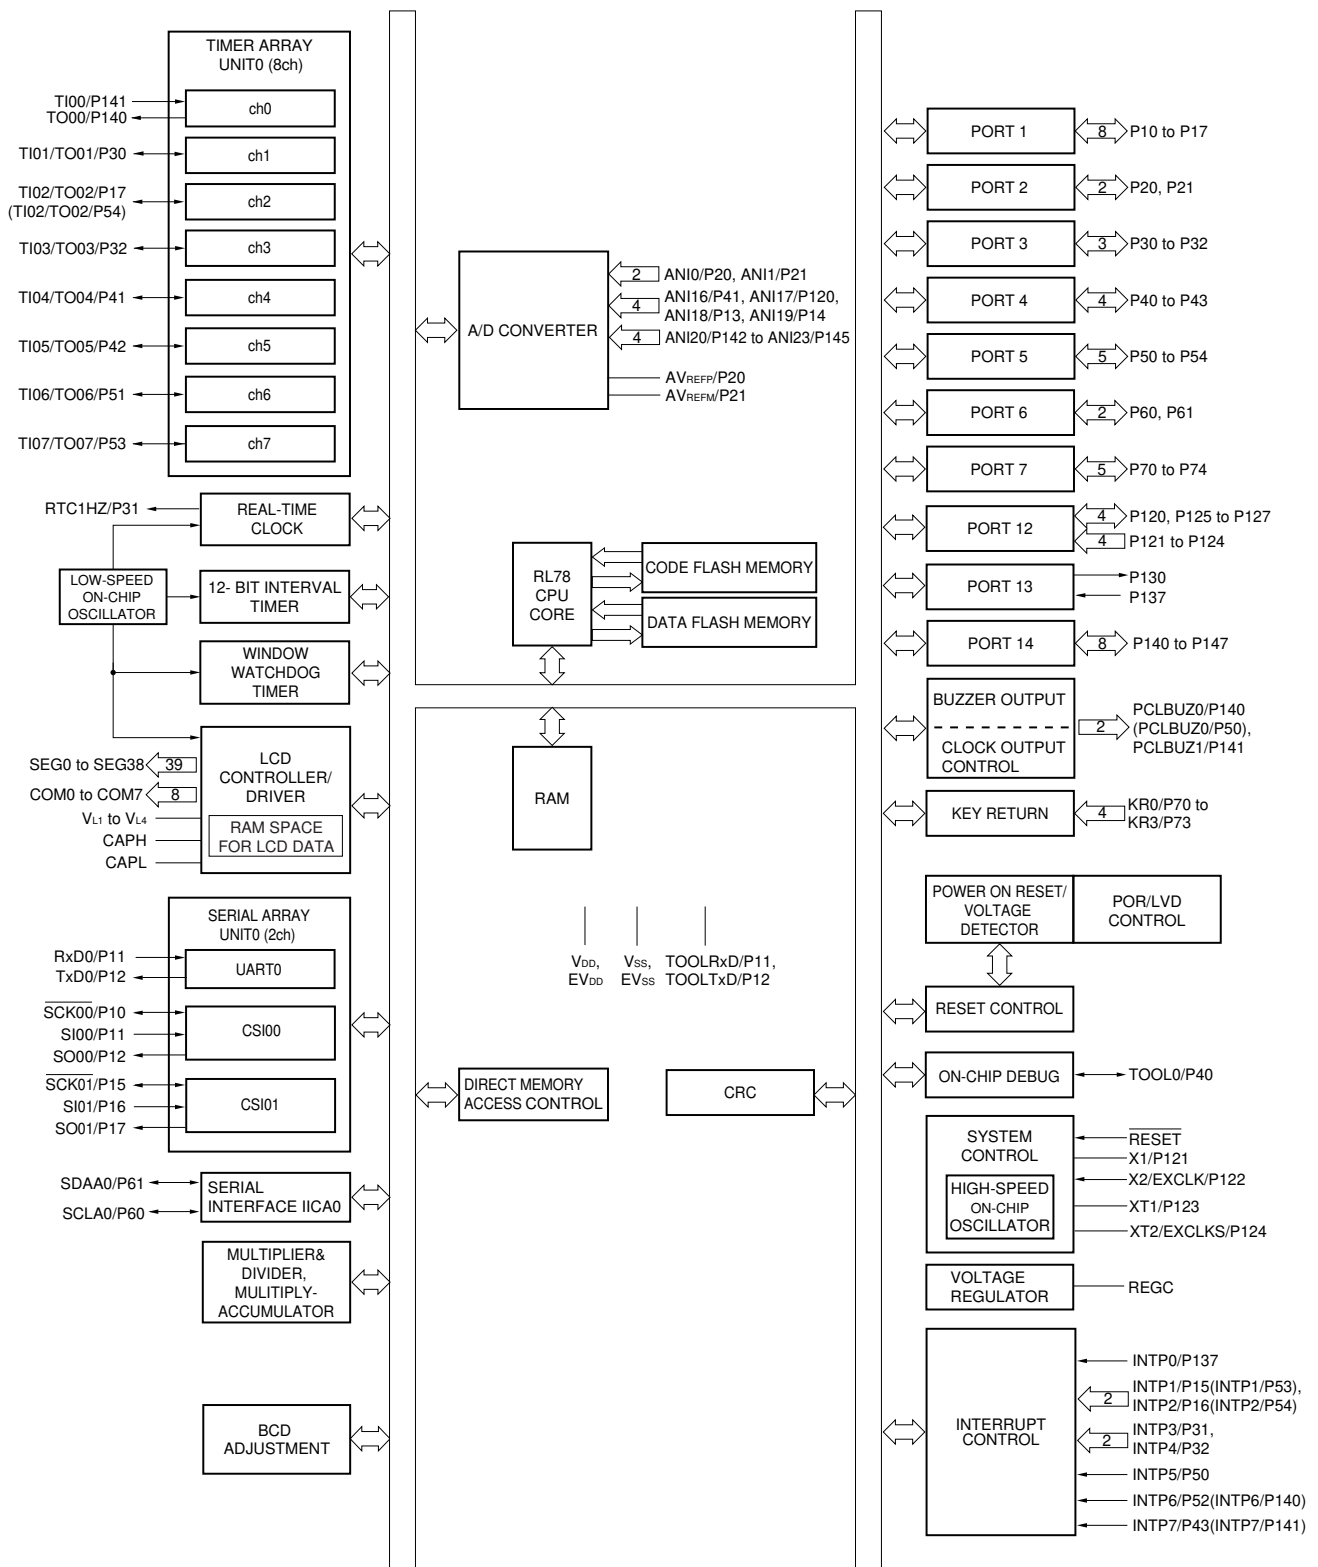 TIMER ARRAY
UNIT0 (8ch)
TI00/P141
TO00/P140
ch0
TI01/TO01/P30
ch1
TI02/TO02/P17
(TI02/TO02/P54)
ch2
TI03/TO03/P32
ch3
TI04/TO04/P41
ch4
TI05/TO05/P42
ch5
TI06/TO06/P51
ch6
TI07/TO07/P53
ch7
RTC1HZ/P31
REAL-TIME
CLOCK
LOW-SPEED
ON-CHIP
OSCILLATOR
12- BIT INTERVAL
TIMER
WINDOW
WATCHDOG
TIMER
LCD
CONTROLLER/
DRIVER
RAM SPACE
FOR LCD DATA
SEG0 to SEG38
39
COM0 to COM7
8
VL1 to VL4
CAPH
CAPL
SERIAL ARRAY
UNIT0 (2ch)
RxD0/P11
TxD0/P12
UART0
SCK00/P10
SI00/P11
SO00/P12
CSI00
SCK01/P15
SI01/P16
SO01/P17
CSI01
SDAA0/P61
SCLA0/P60
SERIAL
INTERFACE IICA0
MULTIPLIER&
DIVIDER,
MULITIPLY-
ACCUMULATOR
BCD
ADJUSTMENT
A/D CONVERTER
2
ANI0/P20, ANI1/P21
4
ANI16/P41, ANI17/P120,
ANI18/P13, ANI19/P14
4
ANI20/P142 to ANI23/P145
AVREFP/P20
AVREFM/P21
RL78
CPU
CORE
CODE FLASH MEMORY
DATA FLASH MEMORY
RAM
VDD,
EVDD
VSS,
EVSS
TOOLRxD/P11,
TOOLTxD/P12
DIRECT MEMORY
ACCESS CONTROL
CRC
PORT 1
8
P10 to P17
PORT 2
2
P20, P21
PORT 3
3
P30 to P32
PORT 4
4
P40 to P43
PORT 5
5
P50 to P54
PORT 6
2
P60, P61
PORT 7
5
P70 to P74
PORT 12
4
P120, P125 to P127
4
P121 to P124
PORT 13
P130
P137
PORT 14
8
P140 to P147
BUZZER OUTPUT
CLOCK OUTPUT
CONTROL
2
PCLBUZ0/P140
(PCLBUZ0/P50),
PCLBUZ1/P141
KEY RETURN
4
KR0/P70 to
KR3/P73
POWER ON RESET/
VOLTAGE
DETECTOR
POR/LVD
CONTROL
RESET CONTROL
ON-CHIP DEBUG
TOOL0/P40
SYSTEM
CONTROL
HIGH-SPEED
ON-CHIP
OSCILLATOR
RESET
X1/P121
X2/EXCLK/P122
XT1/P123
XT2/EXCLKS/P124
VOLTAGE
REGULATOR
REGC
INTERRUPT
CONTROL
INTP0/P137
2
INTP1/P15(INTP1/P53),
INTP2/P16(INTP2/P54)
2
INTP3/P31,
INTP4/P32
INTP5/P50
INTP6/P52(INTP6/P140)
INTP7/P43(INTP7/P141)